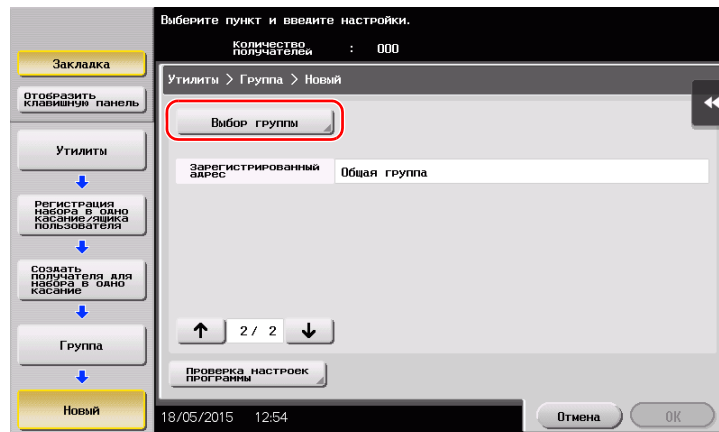 Выберите пункт и введите настройки.
Количество
получателей : 000
Закладка
Отобразить
клавишную панель
Утилиты
Регистрация
набора в одно
касание/ящика
пользователя
Создать
получателя для
набора в одно
касание
Группа
Новый
Утилиты > Группа > Новый
Выбор группы
Зарегистрированный
адрес
Общая группа
↑ 2/ 2 ↓
Проверка настроек
программы
18/05/2015 12:54
Отмена
OK